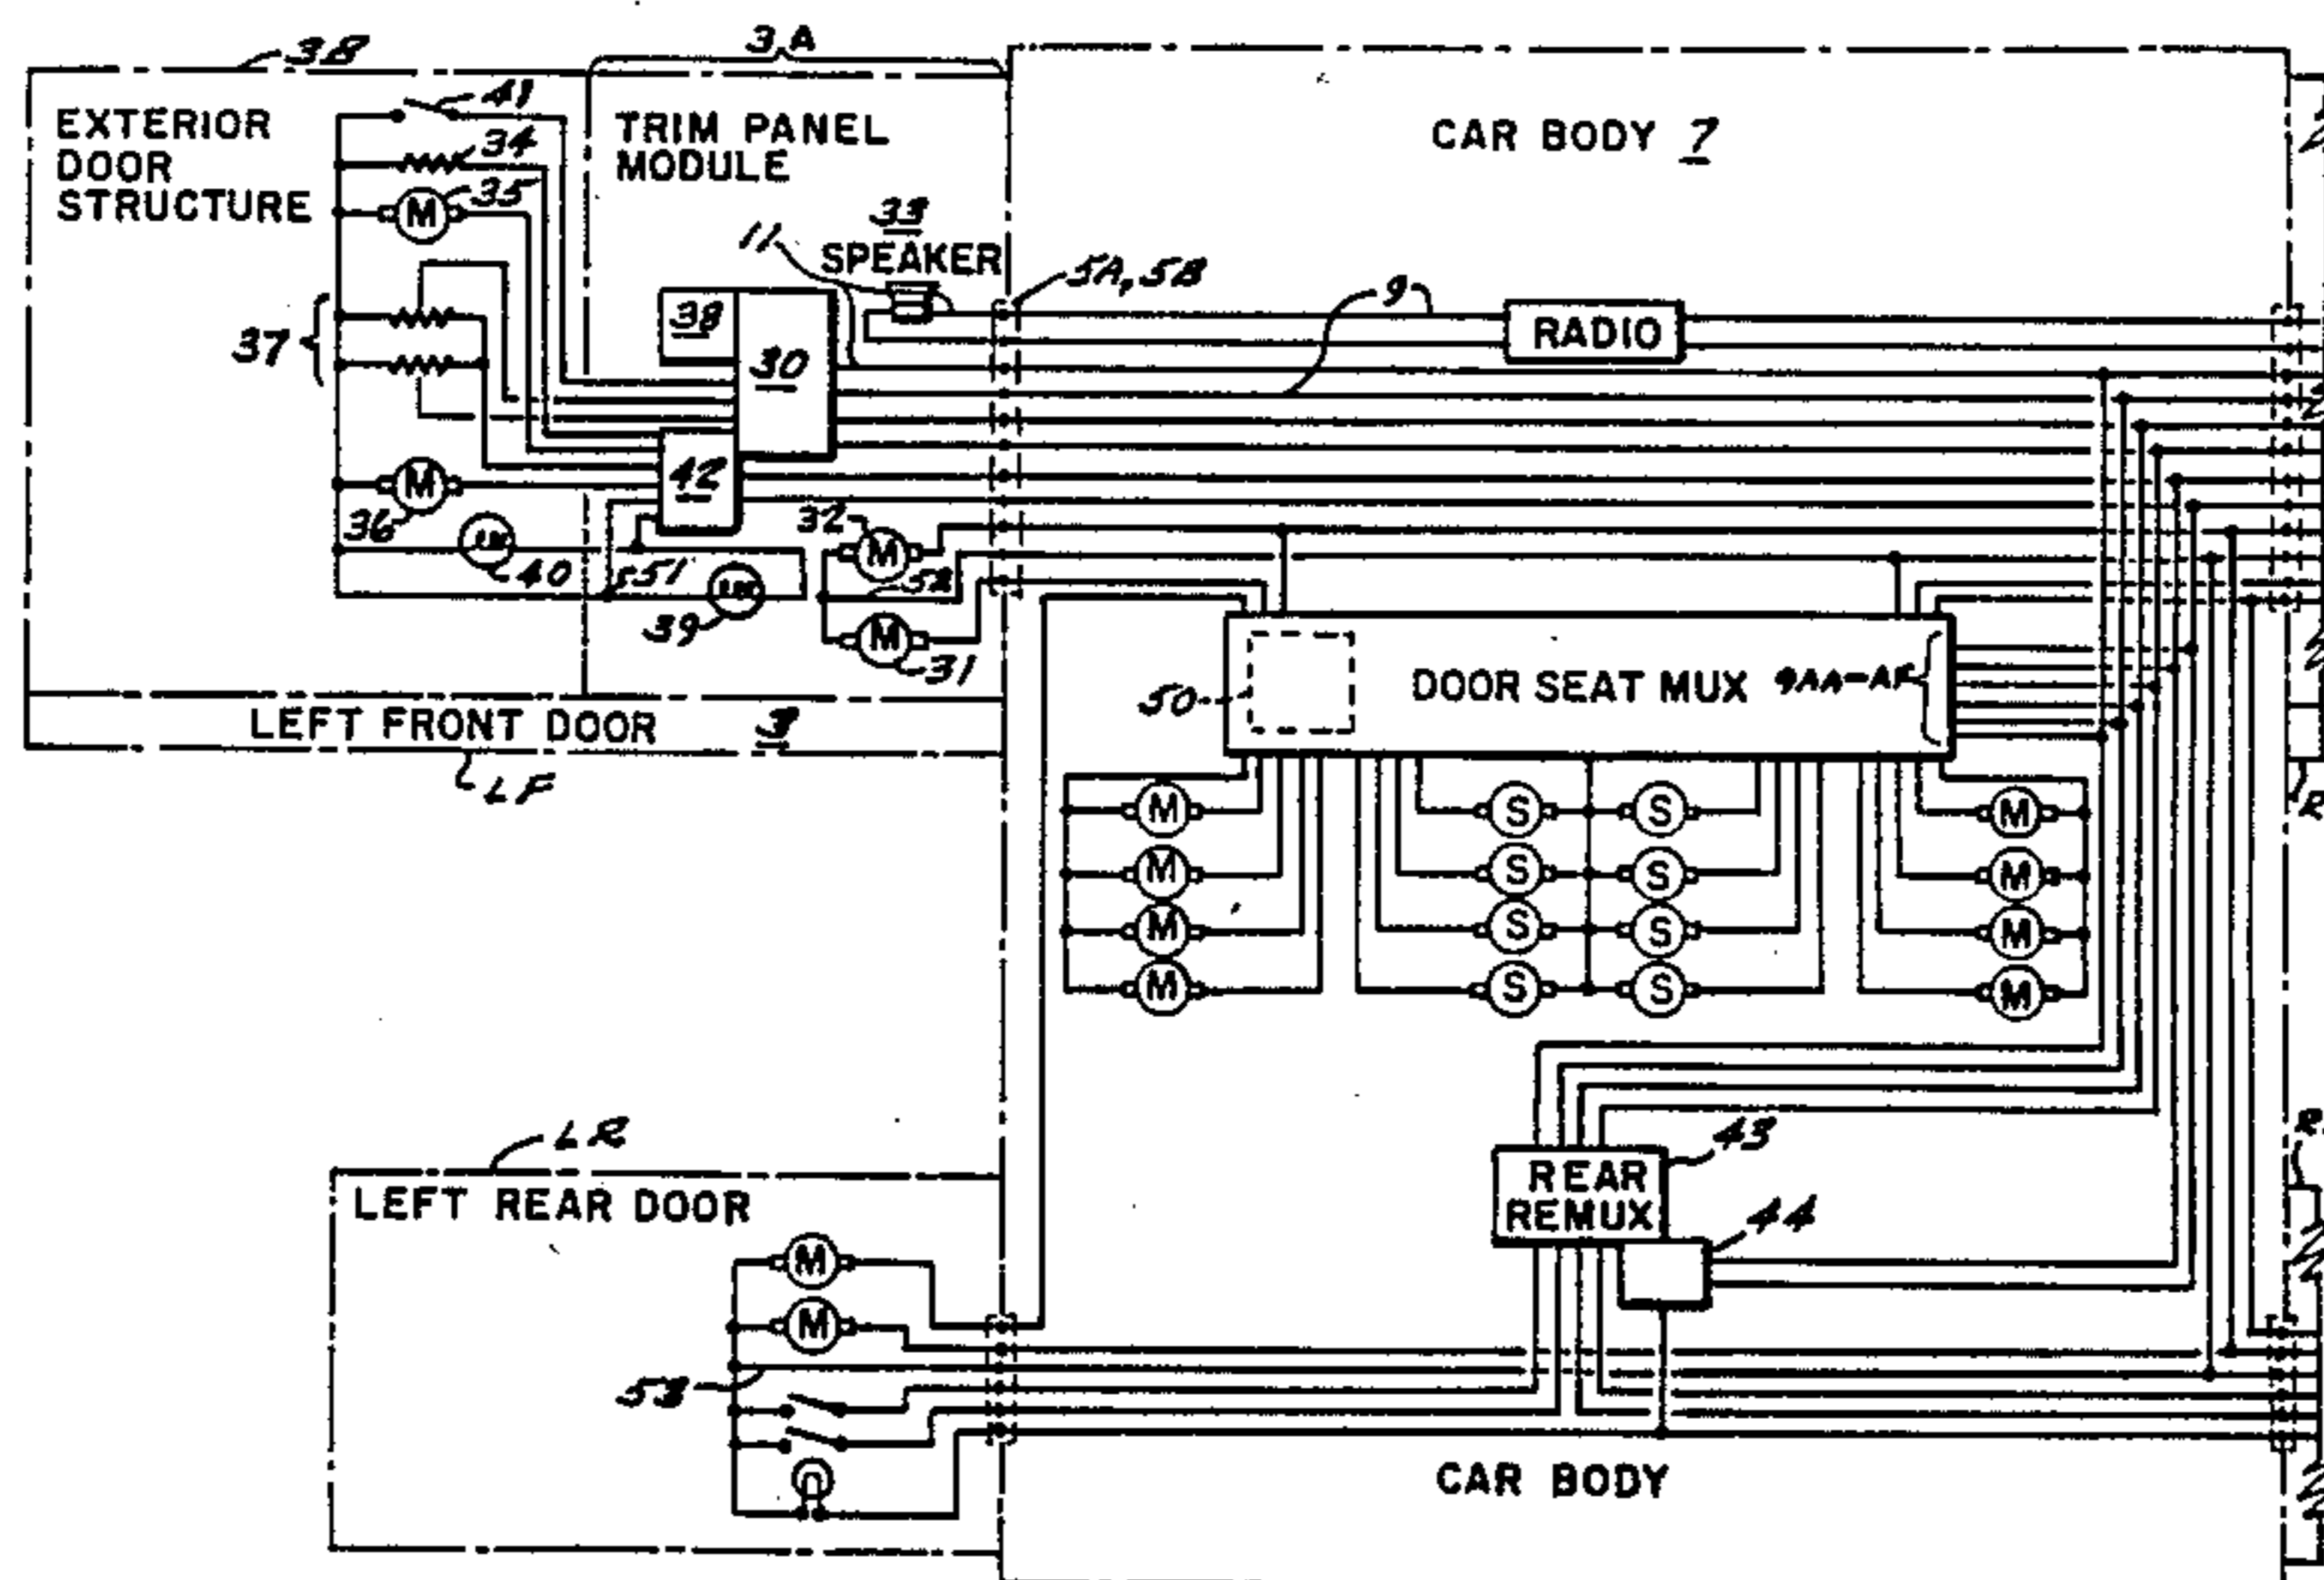 3B
3A
EXTERIOR
DOOR
STRUCTURE
41
34
M 35
37
TRIM PANEL
MODULE
CAR BODY 7
33
SPEAKER
11
5A, 5B
9
RADIO
38
30
42
M
36
40
51
39
32
M
52
M
31
LEFT FRONT DOOR 3
LF
50
DOOR SEAT MUX 9AA-AF
M S S M
M S S M
M S S M
M S S M
LR
LEFT REAR DOOR
43
REAR
REMUX
44
M
M
53
CAR BODY